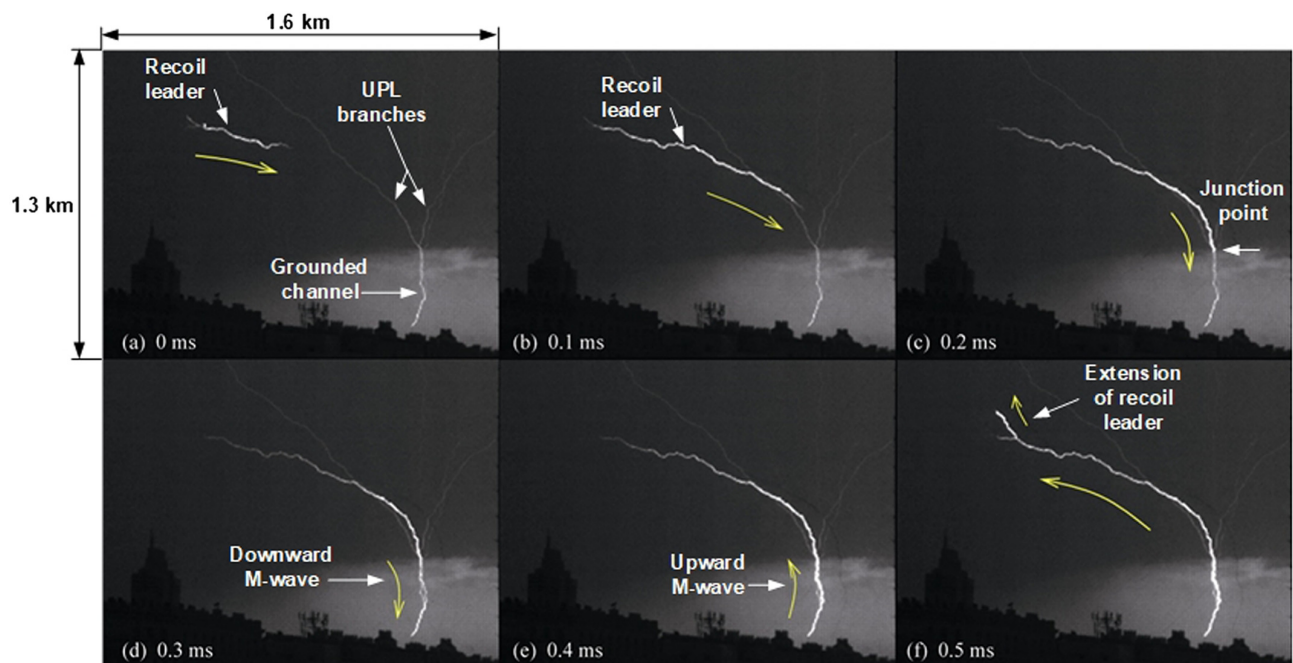 1.6 km
1.3 km
Recoil
leader
UPL
branches
Grounded
channel
(a) 0 ms
Recoil
leader
(b) 0.1 ms
Junction
point
(c) 0.2 ms
Downward
M-wave
(d) 0.3 ms
Upward
M-wave
(e) 0.4 ms
Extension
of recoil
leader
(f) 0.5 ms